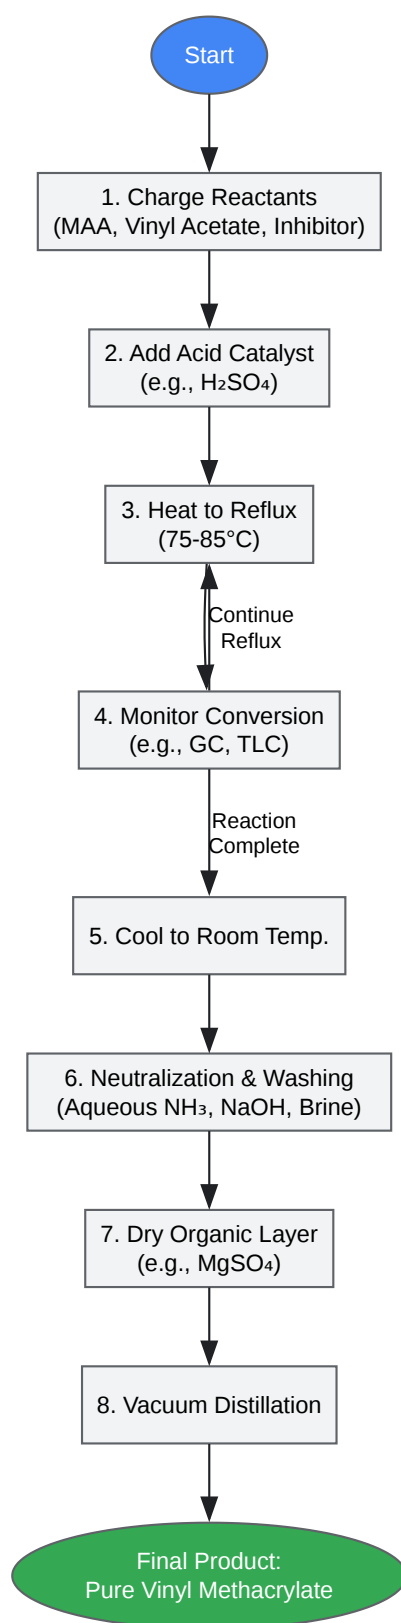 Start
1. Charge Reactants
(MAA, Vinyl Acetate, Inhibitor)
2. Add Acid Catalyst
(e.g., H₂SO₄)
3. Heat to Reflux
(75-85°C)
Continue
Reflux
4. Monitor Conversion
(e.g., GC, TLC)
Reaction
Complete
5. Cool to Room Temp.
6. Neutralization & Washing
(Aqueous NH₃, NaOH, Brine)
7. Dry Organic Layer
(e.g., MgSO₄)
8. Vacuum Distillation
Final Product:
Pure Vinyl Methacrylate